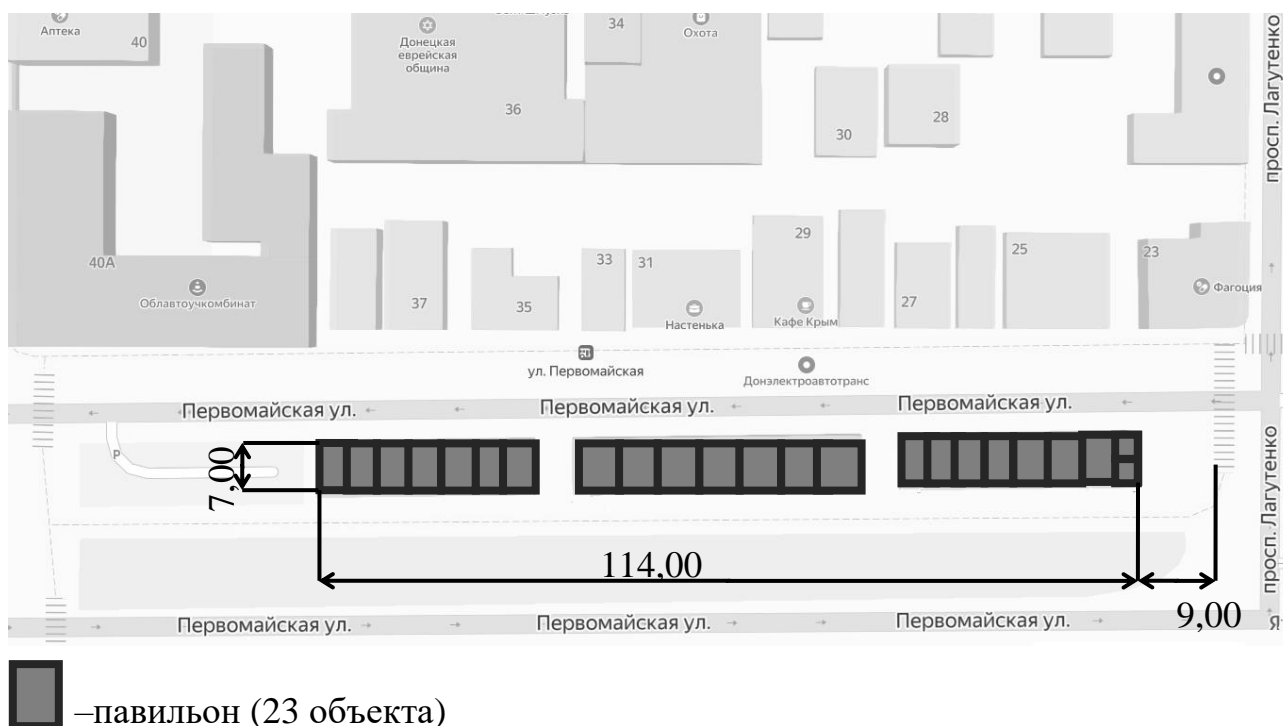 Аптека
40
Донецкая
еврейская
община
34
Охота
просп. Лагутенко
36
30
28
40А
Облавтоучкомбинат
37
35
33
31
Настенька
29
Кафе Крым
27
25
23
Фагоция
ул. Первомайская
Донэлектроавтотранс
Первомайская ул.
Первомайская ул.
Первомайская ул.
P
7,00
114,00
9,00
просп. Лагутенко
Первомайская ул.
Первомайская ул.
Первомайская ул.
Я
–павильон (23 объекта)